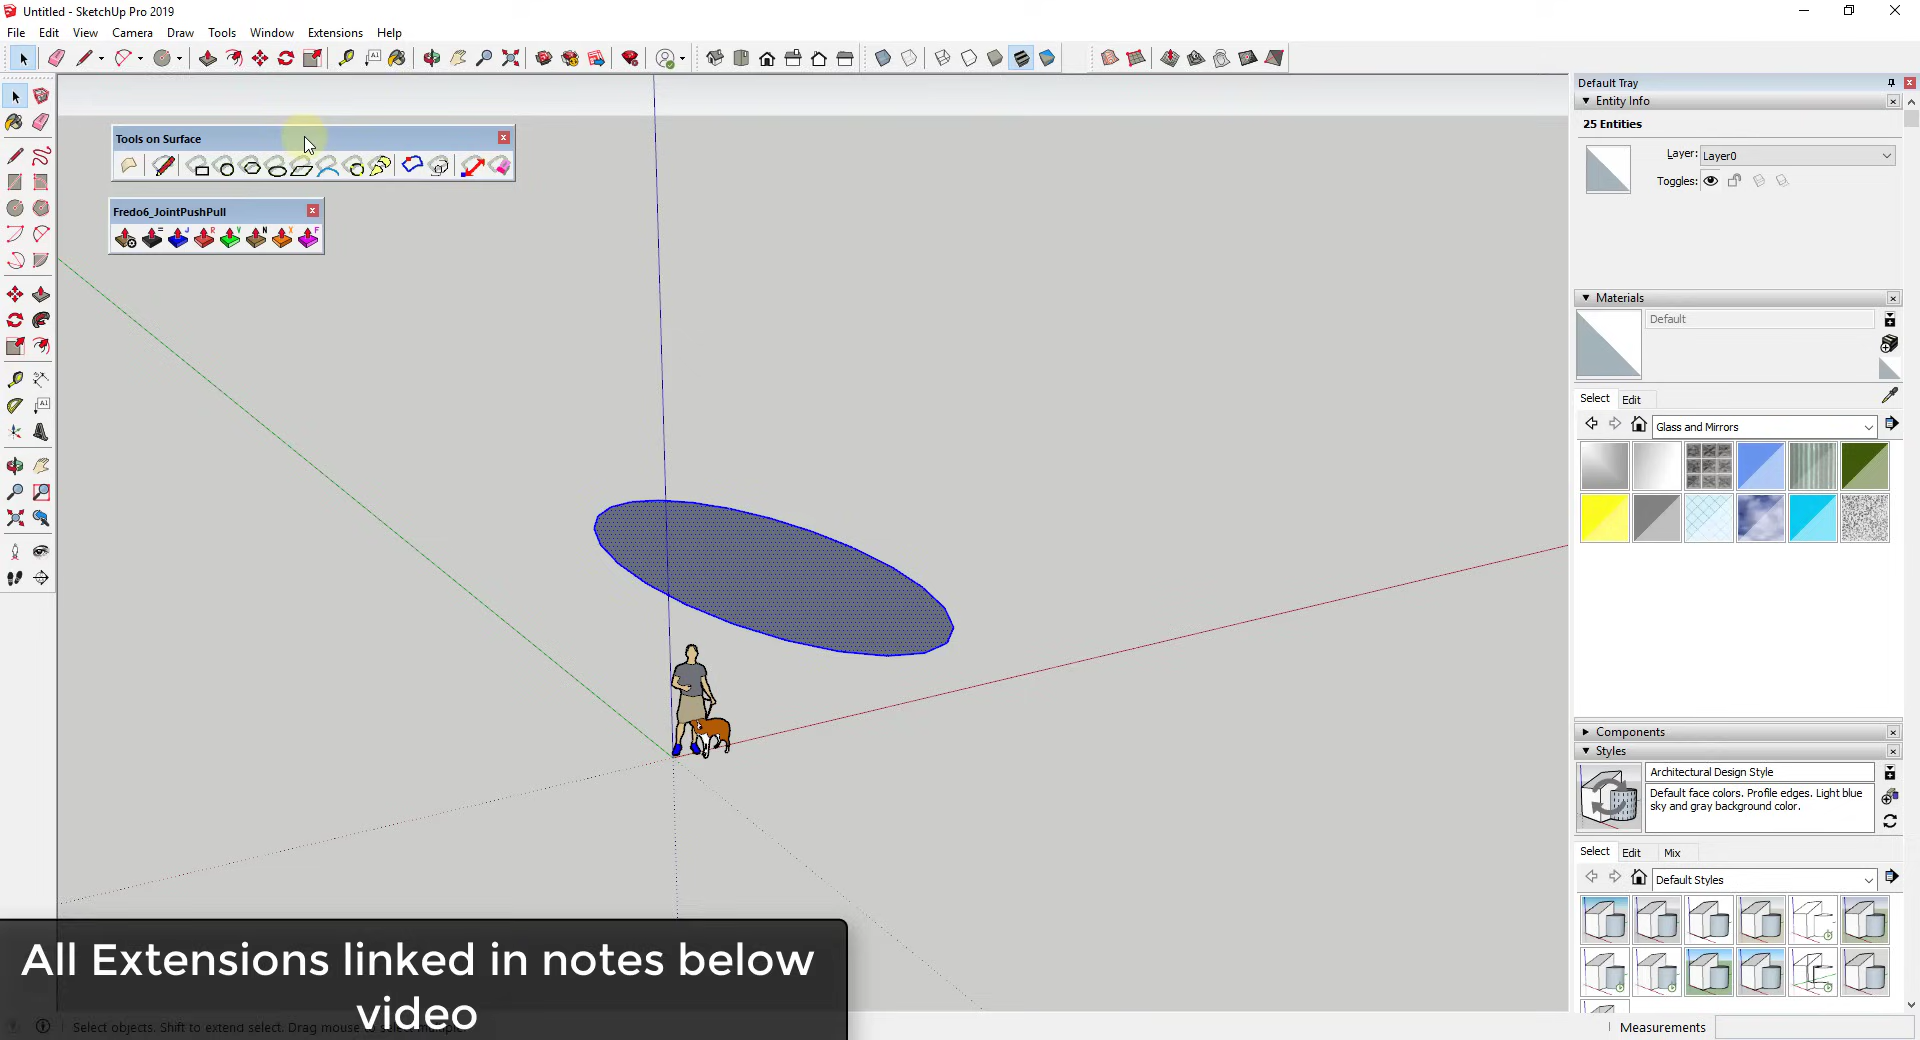 Untitled - SketchUp Pro 2019
File Edit View Camera Draw Tools Window Extensions Help
Default Tray
Entity Info
25 Entities
Layer: Layer0
Toggles:
Tools on Surface
Fredo6_JointPushPull
J R V N X F
Materials
Default
Select Edit
Glass and Mirrors
Components
Styles
Architectural Design Style
Default face colors. Profile edges. Light blue
sky and gray background color.
Select Edit Mix
Default Styles
All Extensions linked in notes below
video
Select objects. Shift to extend select. Drag mouse to select multiple.
Measurements